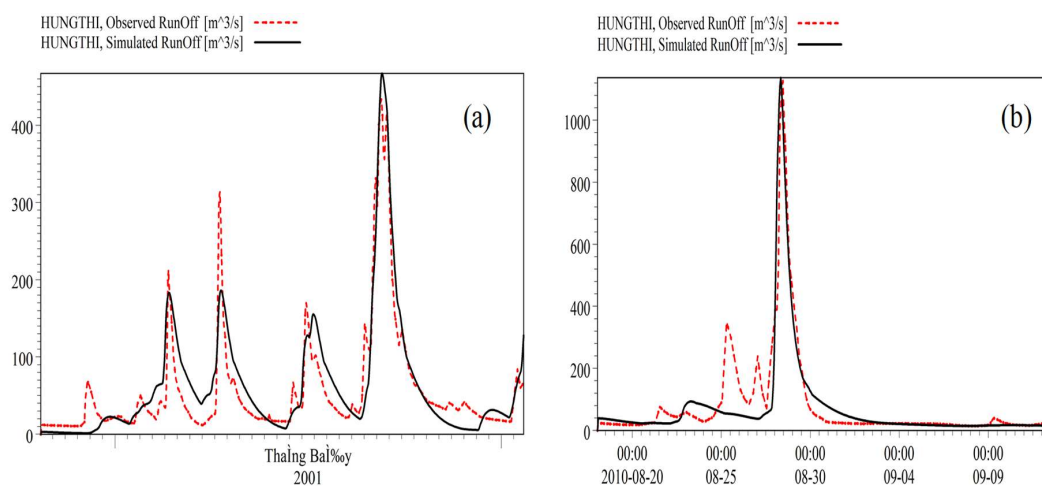 HUNGTHI, Observed RunOff [m^3/s]
HUNGTHI, Simulated RunOff [m^3/s]
(a)
400
300
200
100
0
ThaÌng BaÌ‰y
2001
HUNGTHI, Observed RunOff [m^3/s]
HUNGTHI, Simulated RunOff [m^3/s]
(b)
1000
800
600
400
200
0
00:00 00:00 00:00 00:00 00:00
2010-08-20 08-25 08-30 09-04 09-09